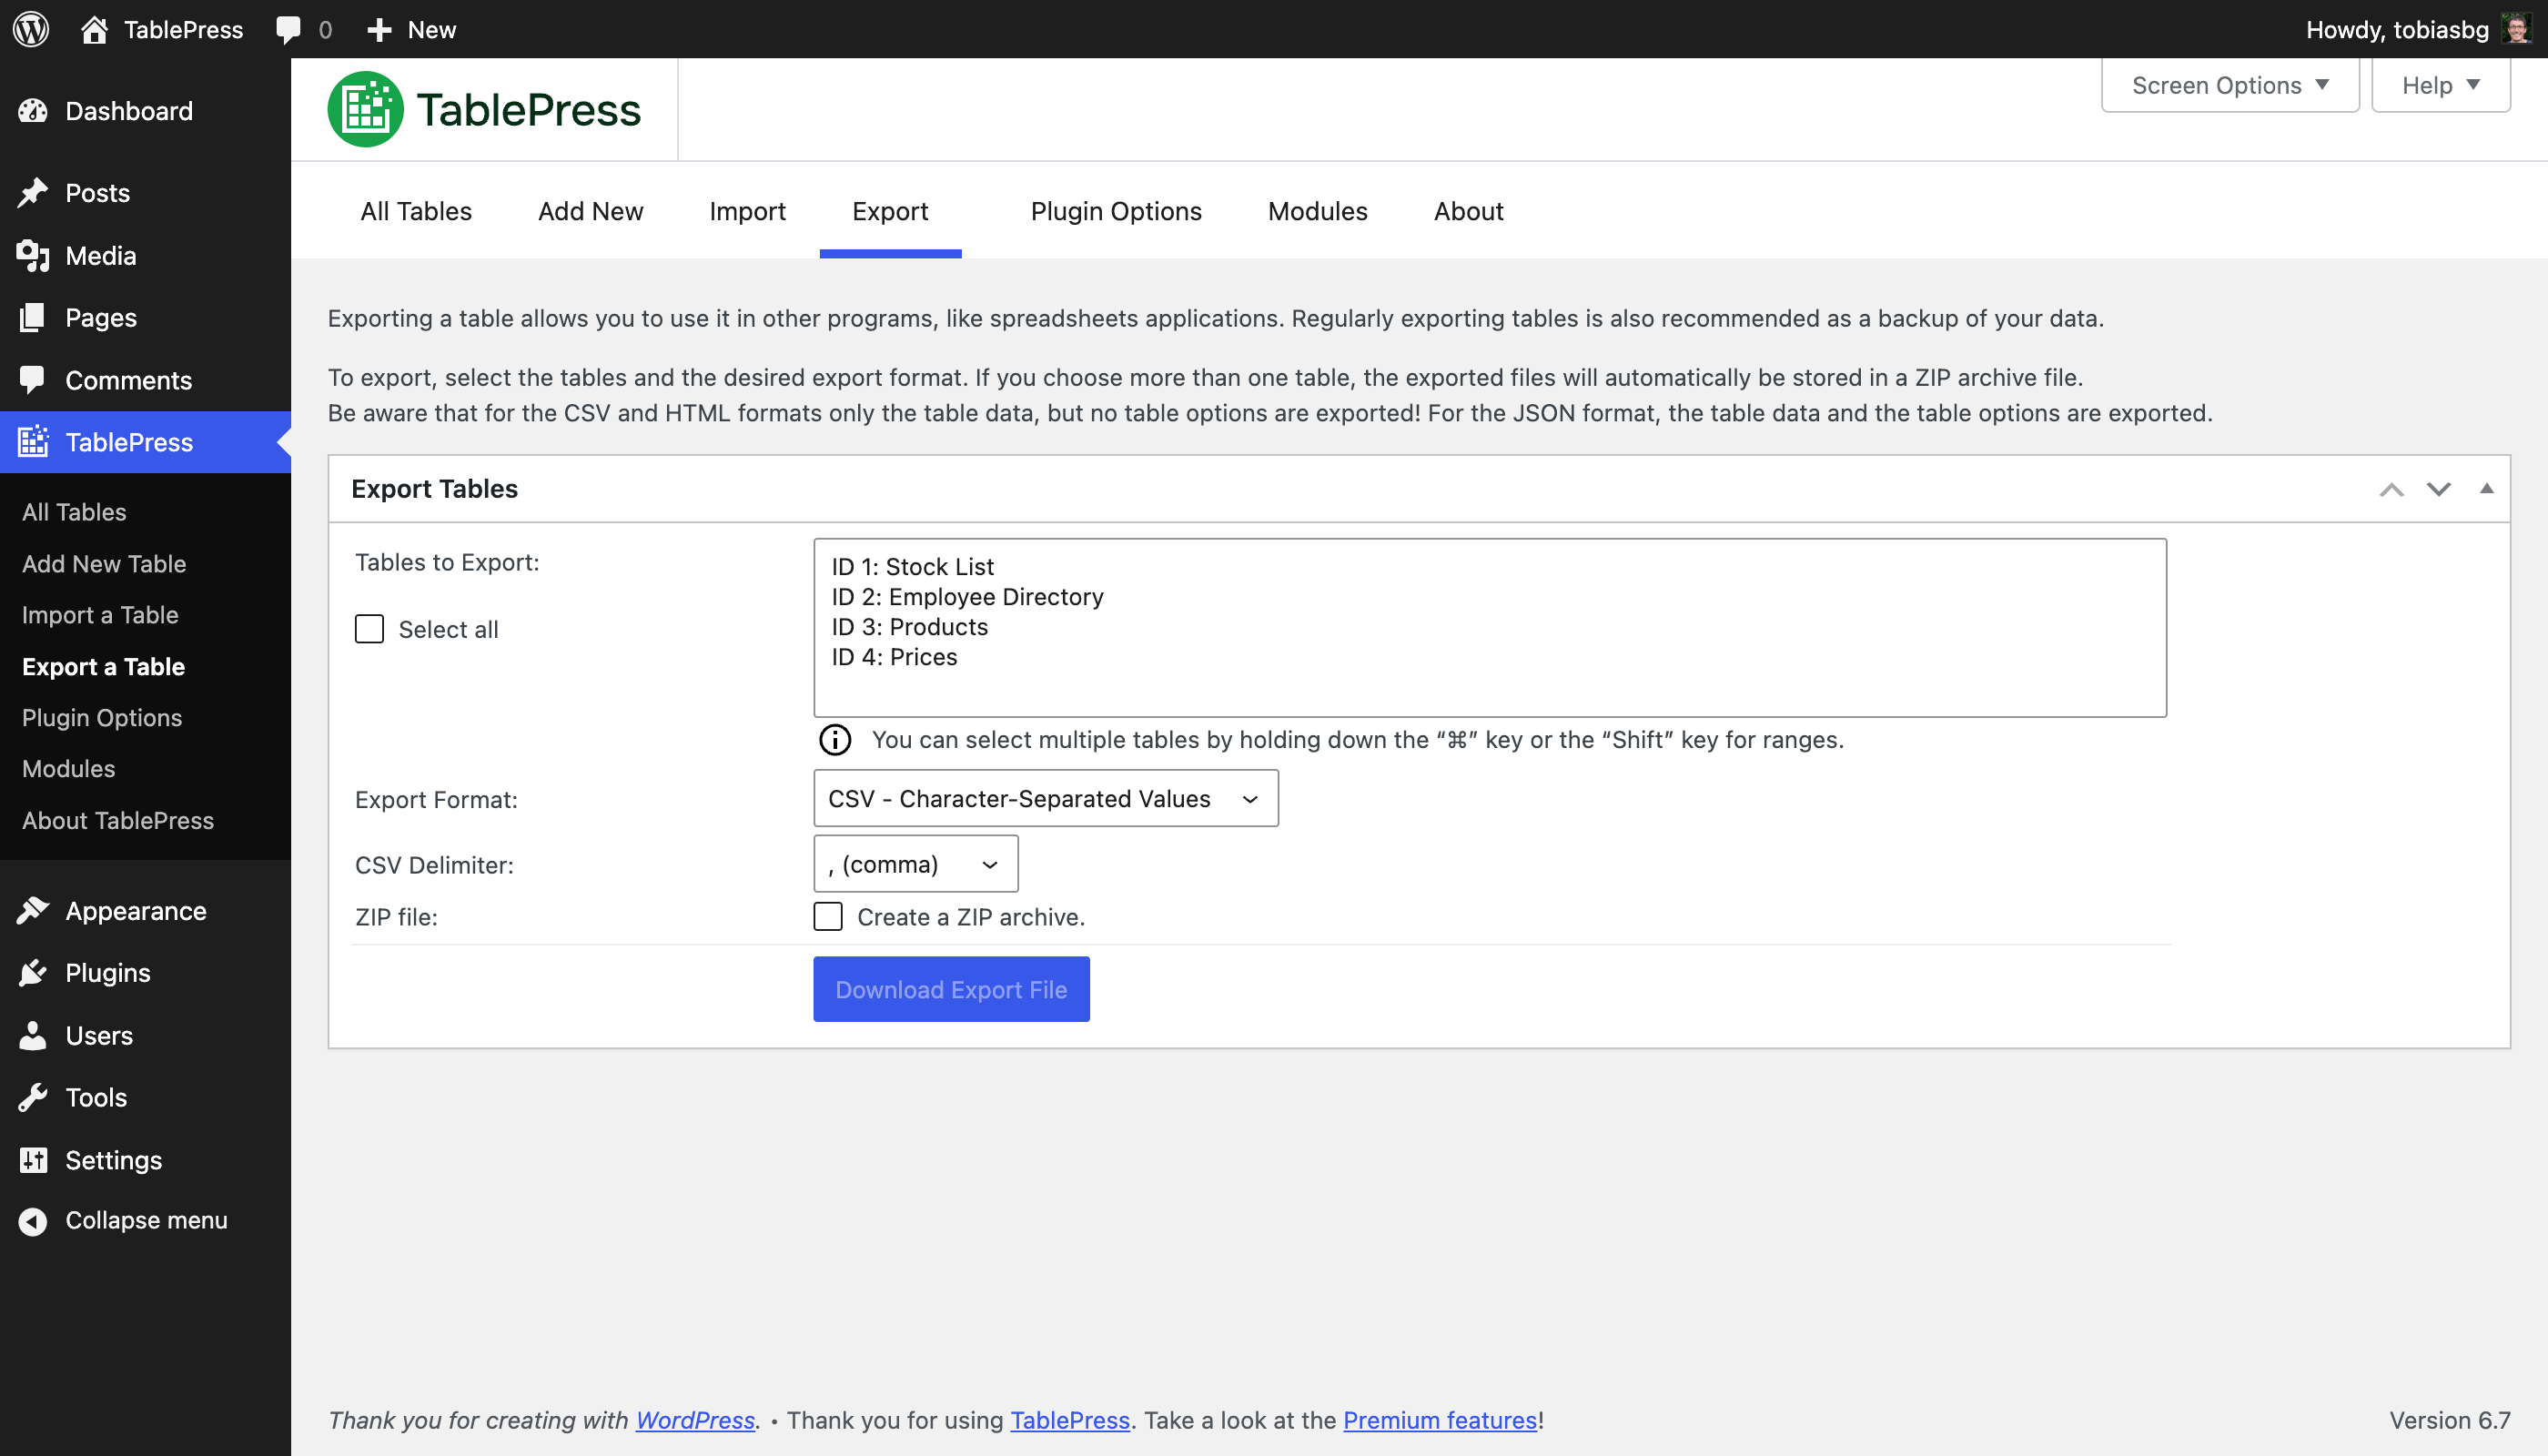 TablePress
0
New
Howdy, tobiasbg
Dashboard
Posts
Media
Pages
Comments
TablePress
All Tables
Add New Table
Import a Table
Export a Table
Plugin Options
Modules
About TablePress
Appearance
Plugins
Users
Tools
Settings
Collapse menu
TablePress
Screen Options
Help
All Tables
Add New
Import
Export
Plugin Options
Modules
About
Exporting a table allows you to use it in other programs, like spreadsheets applications. Regularly exporting tables is also recommended as a backup of your data.
To export, select the tables and the desired export format. If you choose more than one table, the exported files will automatically be stored in a ZIP archive file.
Be aware that for the CSV and HTML formats only the table data, but no table options are exported! For the JSON format, the table data and the table options are exported.
Export Tables
Tables to Export:
Select all
ID 1: Stock List
ID 2: Employee Directory
ID 3: Products
ID 4: Prices
You can select multiple tables by holding down the “⌘” key or the “Shift” key for ranges.
Export Format:
CSV - Character-Separated Values
CSV Delimiter:
, (comma)
ZIP file:
Create a ZIP archive.
Download Export File
Thank you for creating with WordPress. • Thank you for using TablePress. Take a look at the Premium features!
Version 6.7